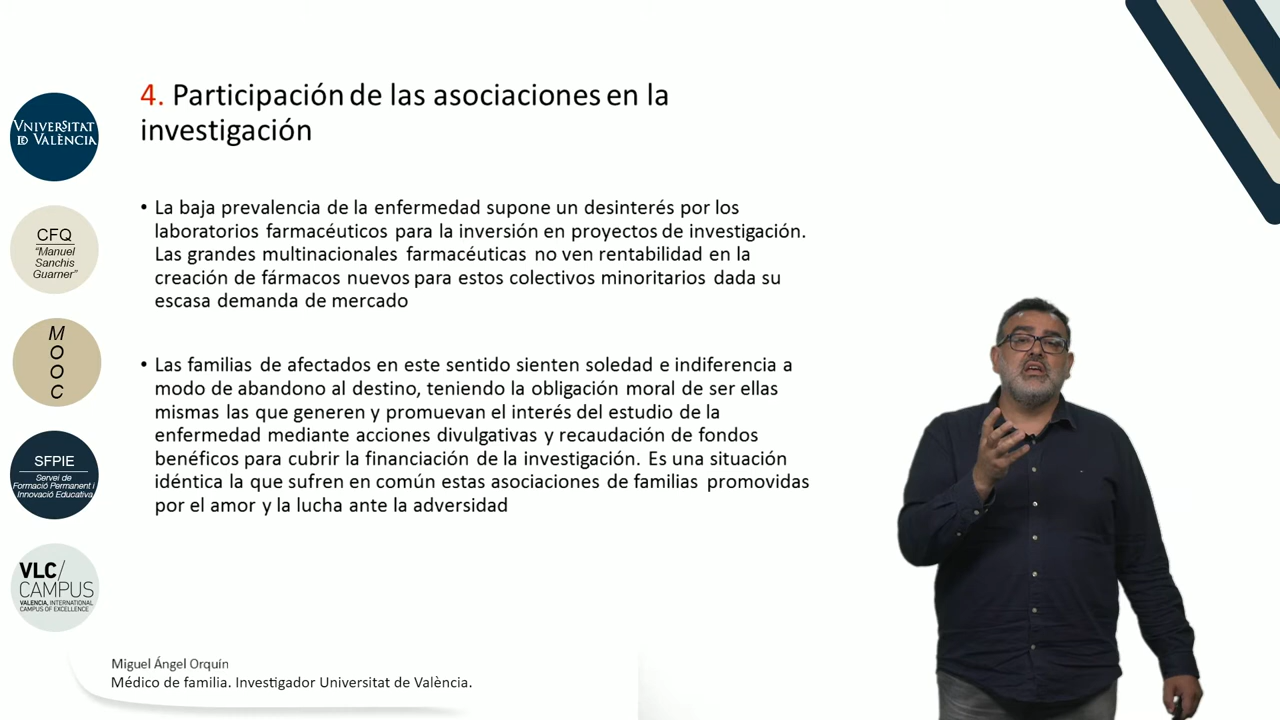 4. Participación de las asociaciones en la
investigación
VNIVERSITAT
ID VALÈNCIA
• La baja prevalencia de la enfermedad supone un desinterés por los
laboratorios farmacéuticos para la inversión en proyectos de investigación.
Las grandes multinacionales farmacéuticas no ven rentabilidad en la
creación de fármacos nuevos para estos colectivos minoritarios dada su
escasa demanda de mercado
CFQ
"Manuel
Sanchis
Guarner"
M
O
O
C
• Las familias de afectados en este sentido sienten soledad e indiferencia a
modo de abandono al destino, teniendo la obligación moral de ser ellas
mismas las que generen y promuevan el interés del estudio de la
enfermedad mediante acciones divulgativas y recaudación de fondos
benéficos para cubrir la financiación de la investigación. Es una situación
idéntica la que sufren en común estas asociaciones de familias promovidas
por el amor y la lucha ante la adversidad
SFPIE
Servei de
Formació Permanent i
Innovació Educativa
VLC/
CAMPUS
VALENCIA, INTERNATIONAL
CAMPUS OF EXCELLENCE
Miguel Ángel Orquín
Médico de familia. Investigador Universitat de València.